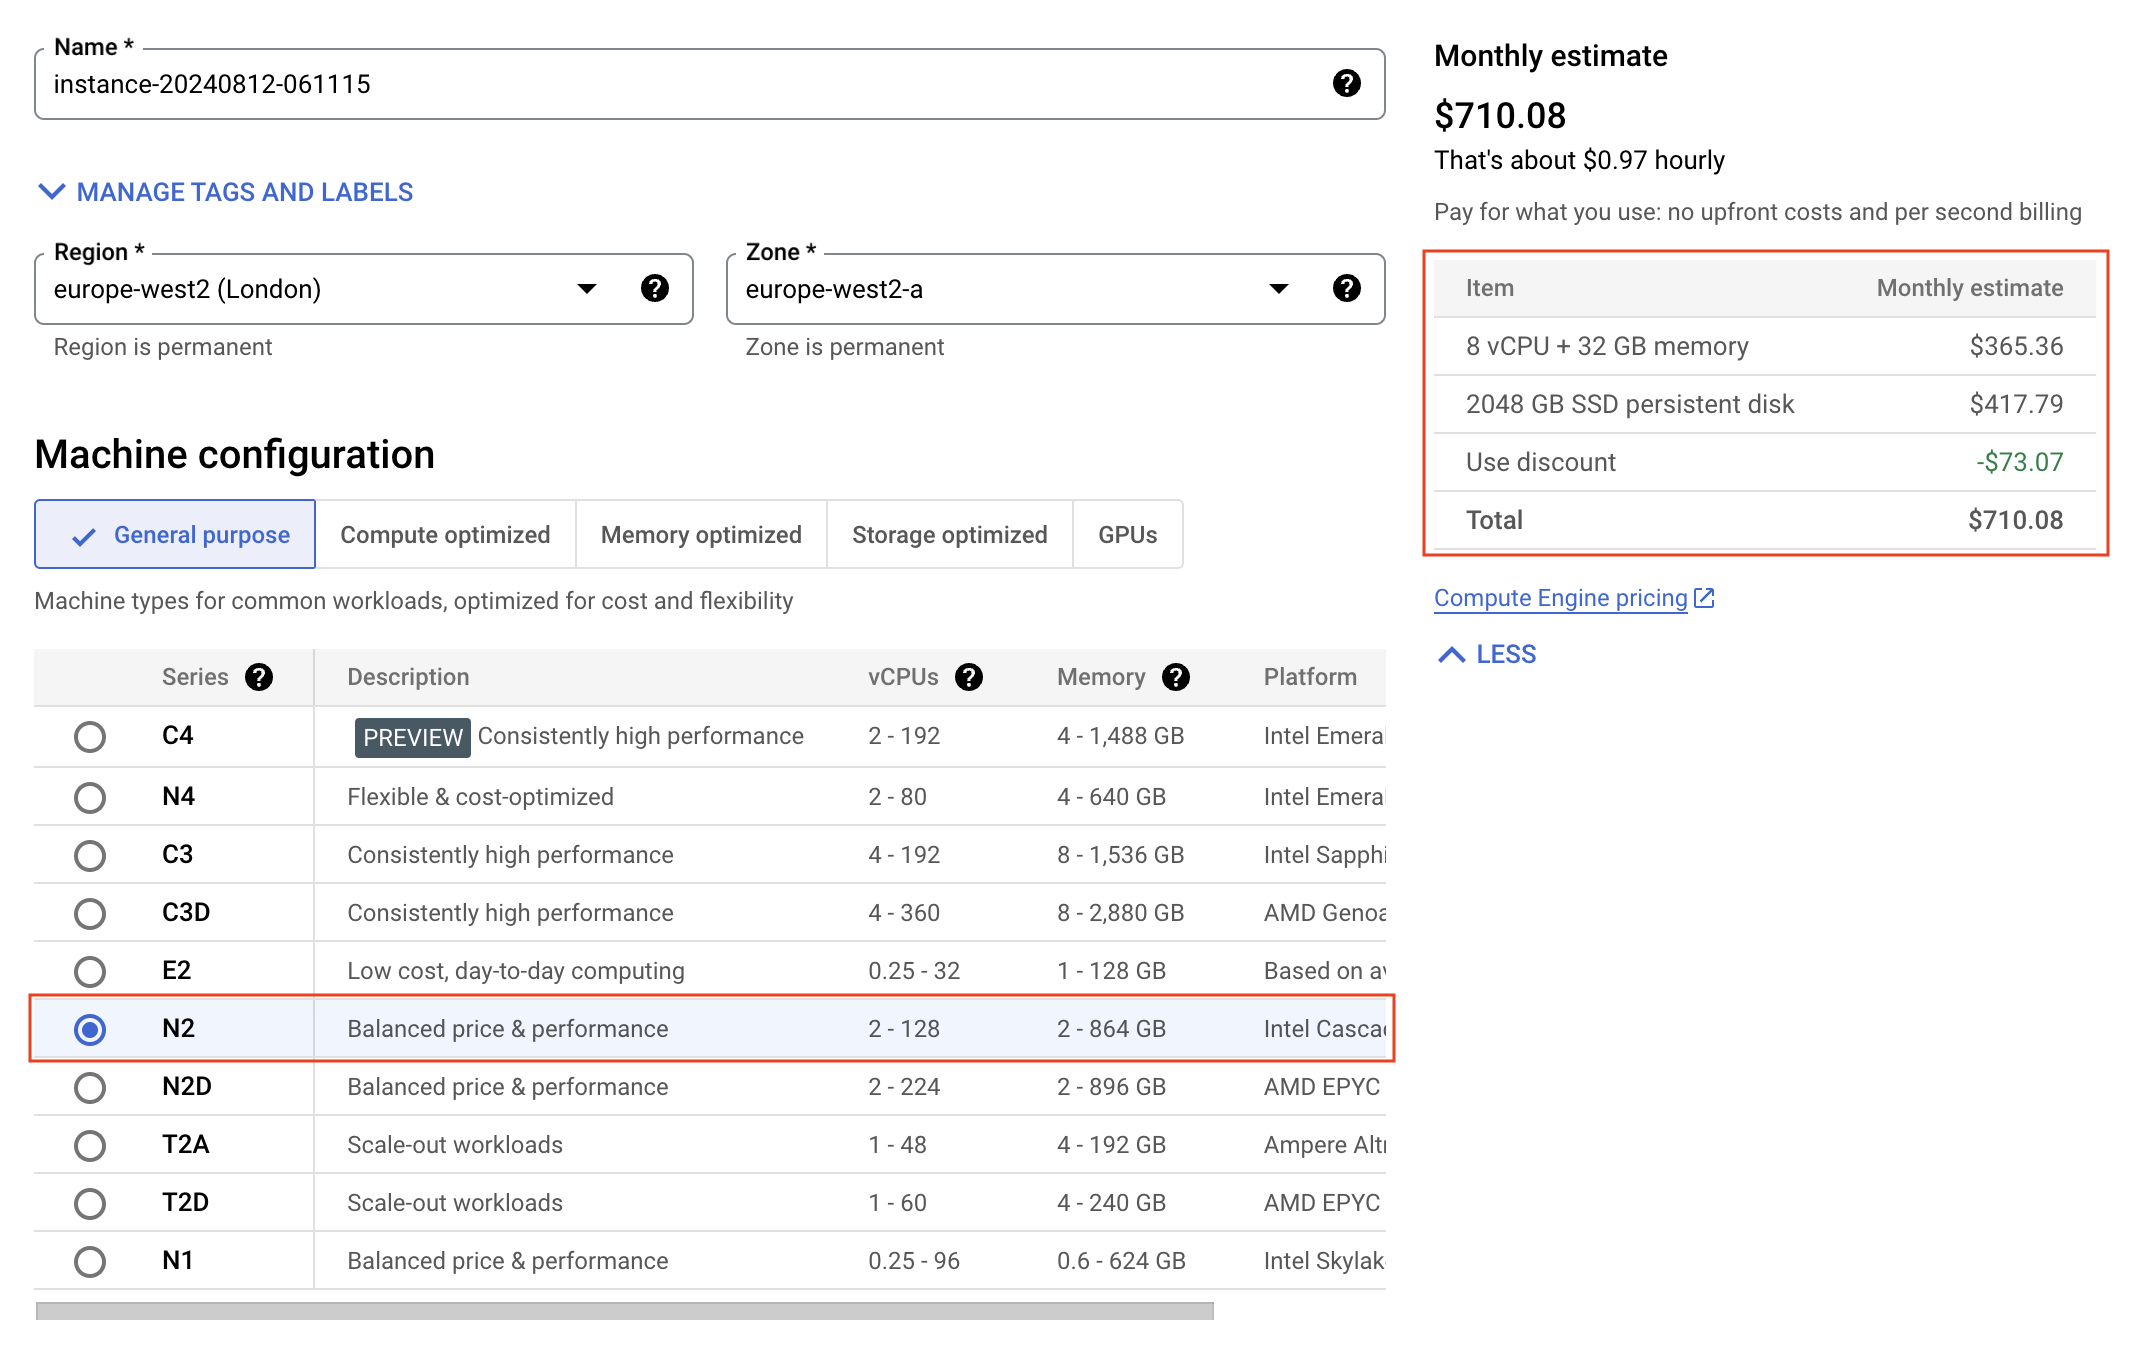 Name *
instance-20240812-061115
MANAGE TAGS AND LABELS
Region *
europe-west2 (London)
Region is permanent
Zone *
europe-west2-a
Zone is permanent
Machine configuration
General purpose
Compute optimized
Memory optimized
Storage optimized
GPUs
Machine types for common workloads, optimized for cost and flexibility
Series Description vCPUs Memory Platform
C4 PREVIEW Consistently high performance 2 - 192 4 - 1,488 GB Intel Emera
N4 Flexible & cost-optimized 2 - 80 4 - 640 GB Intel Emera
C3 Consistently high performance 4 - 192 8 - 1,536 GB Intel Sapphi
C3D Consistently high performance 4 - 360 8 - 2,880 GB AMD Genoa
E2 Low cost, day-to-day computing 0.25 - 32 1 - 128 GB Based on av
N2 Balanced price & performance 2 - 128 2 - 864 GB Intel Cascad
N2D Balanced price & performance 2 - 224 2 - 896 GB AMD EPYC
T2A Scale-out workloads 1 - 48 4 - 192 GB Ampere Altr
T2D Scale-out workloads 1 - 60 4 - 240 GB AMD EPYC
N1 Balanced price & performance 0.25 - 96 0.6 - 624 GB Intel Skylak
Monthly estimate
$710.08
That's about $0.97 hourly
Pay for what you use: no upfront costs and per second billing
Item Monthly estimate
8 vCPU + 32 GB memory $365.36
2048 GB SSD persistent disk $417.79
Use discount -$73.07
Total $710.08
Compute Engine pricing
LESS